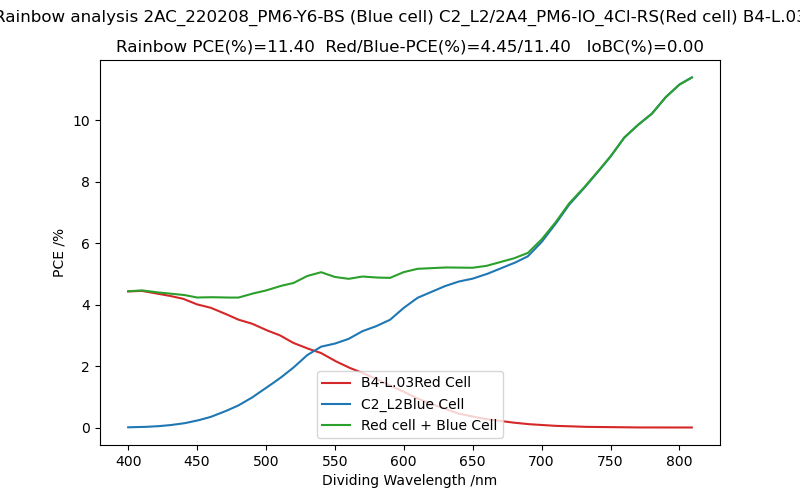 Rainbow analysis 2AC_220208_PM6-Y6-BS (Blue cell) C2_L2/2A4_PM6-IO_4Cl-RS(Red cell) B4-L.03
Rainbow PCE(%)=11.40 Red/Blue-PCE(%)=4.45/11.40 IoBC(%)=0.00
PCE /%
10
8
6
4
2
0
B4-L.03Red Cell
C2_L2Blue Cell
Red cell + Blue Cell
400 450 500 550 600 650 700 750 800
Dividing Wavelength /nm